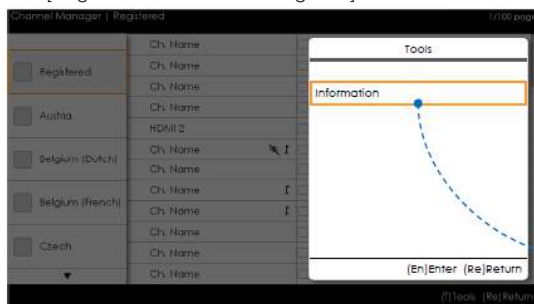 Channel Manager | Registered
1/100 page
Registered
Austria
Belgium (Dutch)
Belgium (French)
Czech
Ch. Name
Ch. Name
Ch. Name
Ch. Name
HDMI 2
Ch. Name
Ch. Name
Ch. Name
Ch. Name
Ch. Name
Ch. Name
Ch. Name
Tools
Information
(En)Enter (Re)Return
(T)Tools (Re)Return